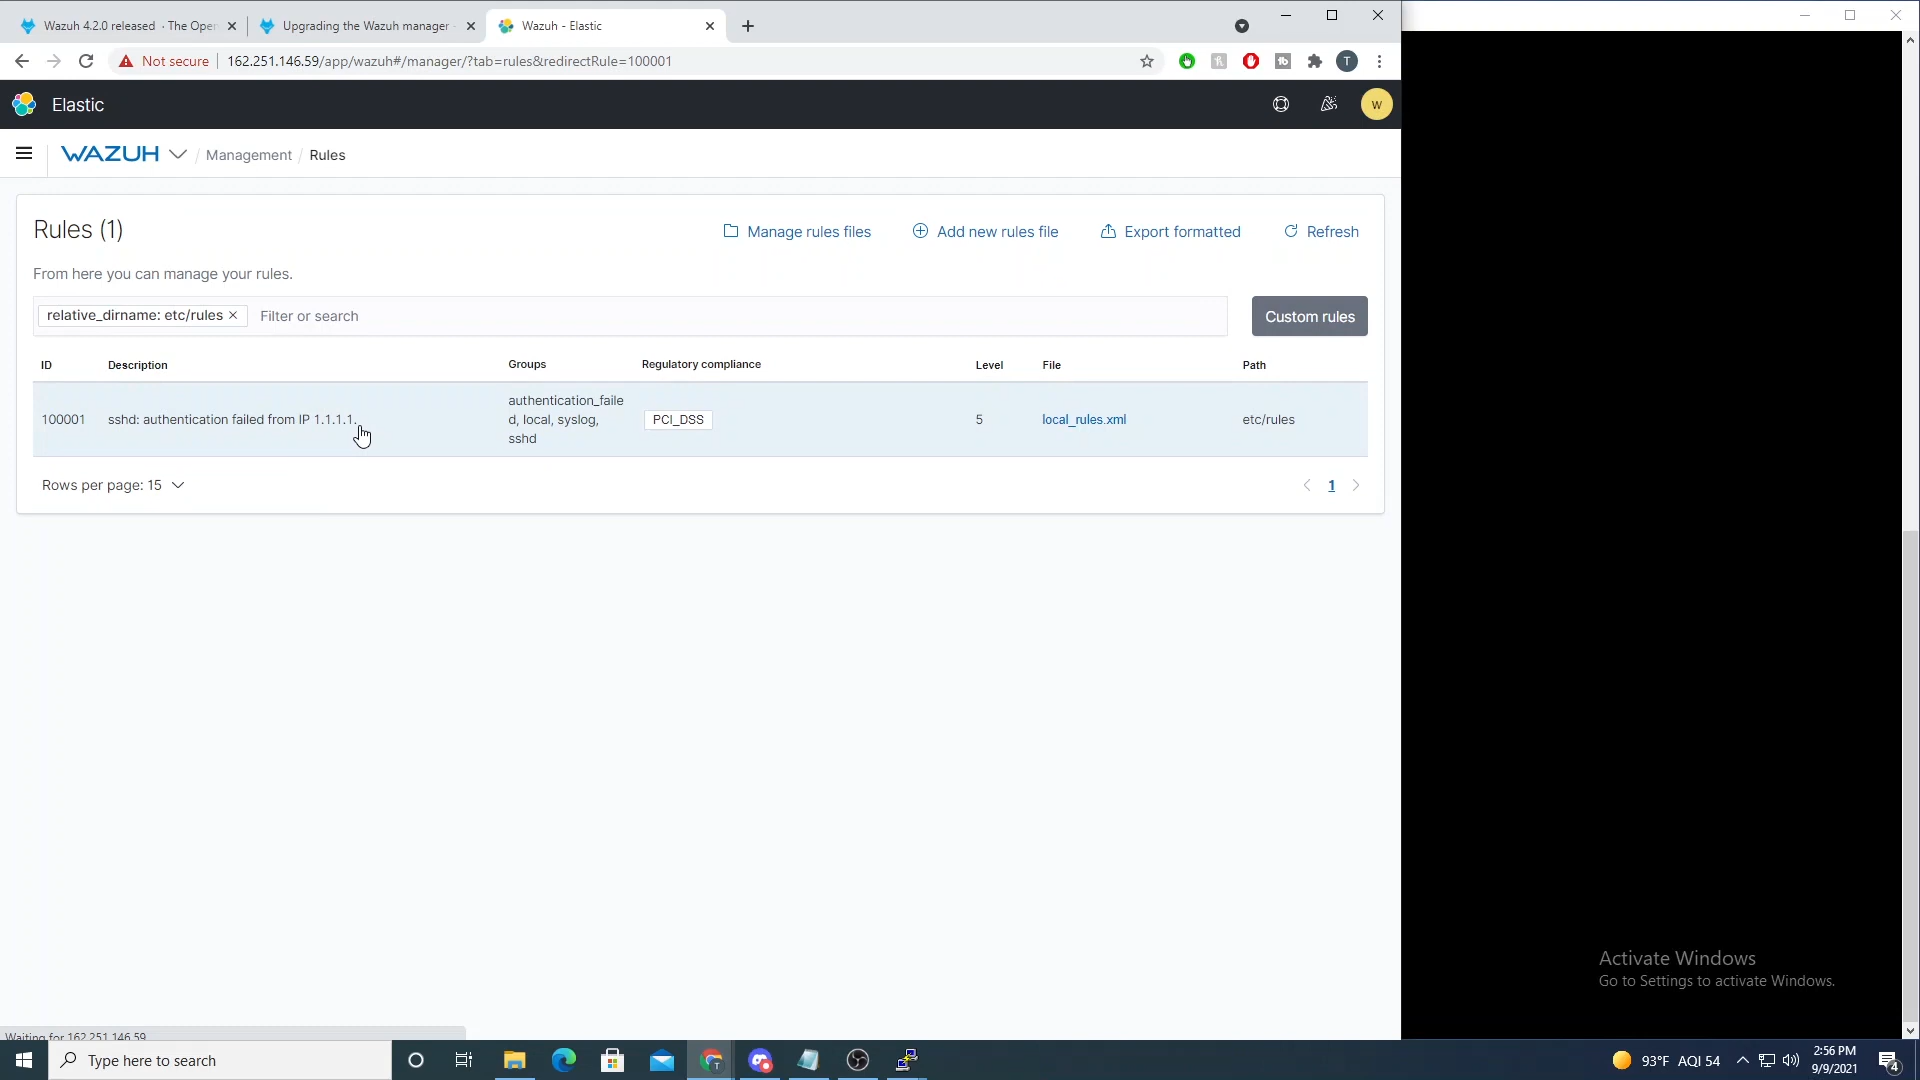 Wazuh 4.2.0 released · The Open
Upgrading the Wazuh manager -
Wazuh - Elastic
Not secure
162.251.146.59/app/wazuh#/manager/?tab=rules&redirectRule=100001
T
Elastic
W
WAZUH / Management / Rules
Rules (1)
Manage rules files
Add new rules file
Export formatted
Refresh
From here you can manage your rules.
relative_dirname: etc/rules ×
Filter or search
Custom rules
ID Description Groups Regulatory compliance Level File Path
100001 sshd: authentication failed from IP 1.1.1.1.
authentication_faile
d, local, syslog,
sshd
PCI_DSS
5
local_rules.xml
etc/rules
Rows per page: 15
1
Waiting for 162.251.146.59
Activate Windows
Go to Settings to activate Windows.
Type here to search
93°F AQI 54
2:56 PM
9/9/2021
4